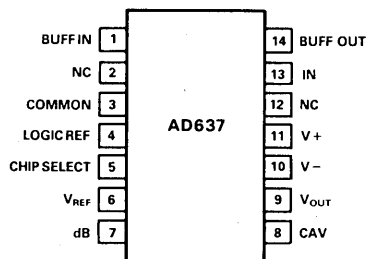 BUFF IN 1
NC 2
COMMON 3
LOGIC REF 4
CHIP SELECT 5
VREF 6
dB 7
AD637
14 BUFF OUT
13 IN
12 NC
11 V+
10 V−
9 VOUT
8 CAV